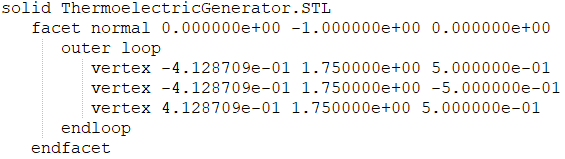 solid ThermoelectricGenerator.STL
facet normal 0.000000e+00 -1.000000e+00 0.000000e+00
outer loop
vertex -4.128709e-01 1.750000e+00 5.000000e-01
vertex -4.128709e-01 1.750000e+00 -5.000000e-01
vertex 4.128709e-01 1.750000e+00 5.000000e-01
endloop
endfacet